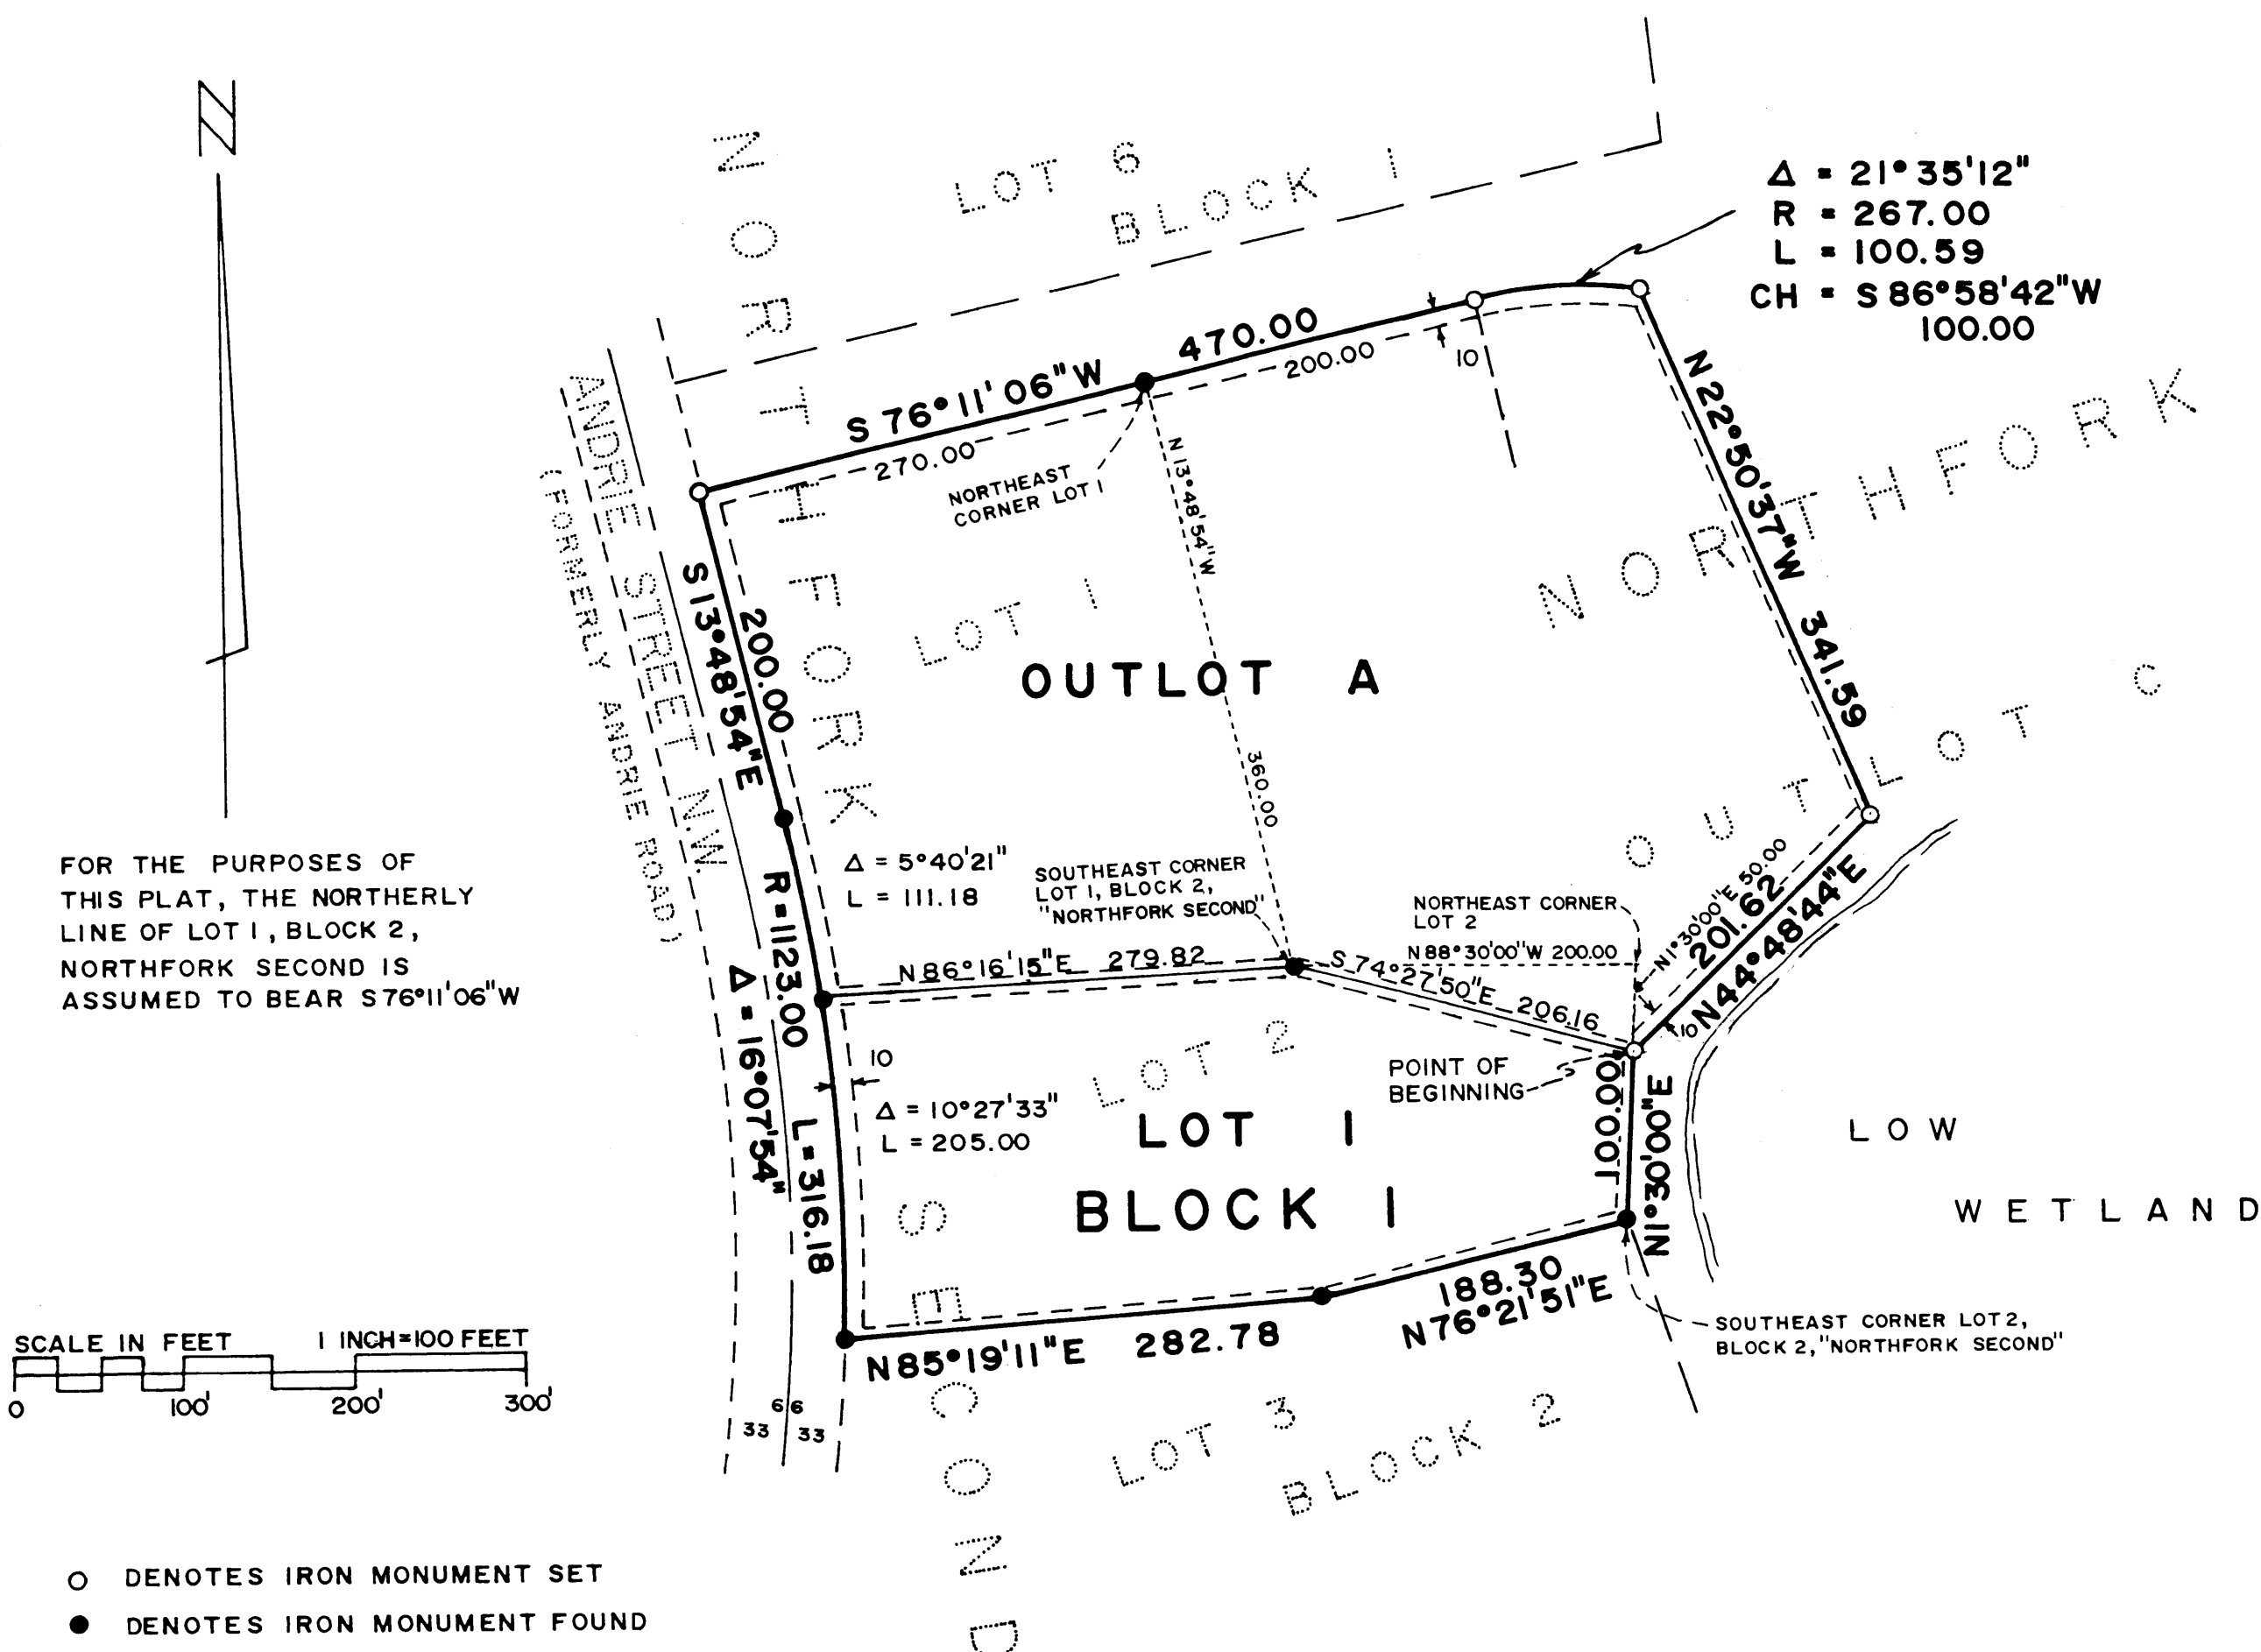 N
LOT 6
BLOCK 1
Δ = 21°35'12"
R = 267.00
L = 100.59
CH = S 86°58'42"W
100.00
NORTHFORK SECOND
S 76°11'06"W 470.00
270.00
200.00
10
NORTHEAST
CORNER LOT 1
N 13°48'54"W
360.00
N 22°50'37"W 341.59
NORTHFORK
OUTLOT C
ANDRIE STREET N.W.
(FORMERLY ANDRIE ROAD)
S 13°48'54"E
200.00
LOT 1
OUTLOT A
FOR THE PURPOSES OF
THIS PLAT, THE NORTHERLY
LINE OF LOT 1, BLOCK 2,
NORTHFORK SECOND IS
ASSUMED TO BEAR S76°11'06"W
Δ = 5°40'21"
L = 111.18
SOUTHEAST CORNER
LOT 1, BLOCK 2,
"NORTHFORK SECOND"
NORTHEAST CORNER
LOT 2
N 88°30'00"W 200.00
N1°30'00"E 50.00
201.62
N44°48'44"E
10
N 86°16'15"E 279.82
S 74°27'50"E 206.16
R = 1123.00
Δ = 16°07'54"
L = 316.18
10
Δ = 10°27'33"
L = 205.00
LOT 2
POINT OF
BEGINNING
LOT 1
BLOCK 1
100.00
N1°30'00"E
LOW
WETLAND
188.30
N76°21'51"E
N85°19'11"E 282.78
SOUTHEAST CORNER LOT 2,
BLOCK 2, "NORTHFORK SECOND"
SCALE IN FEET 1 INCH=100 FEET
0 100' 200' 300'
66
33 33
LOT 3
BLOCK 2
DENOTES IRON MONUMENT SET
DENOTES IRON MONUMENT FOUND